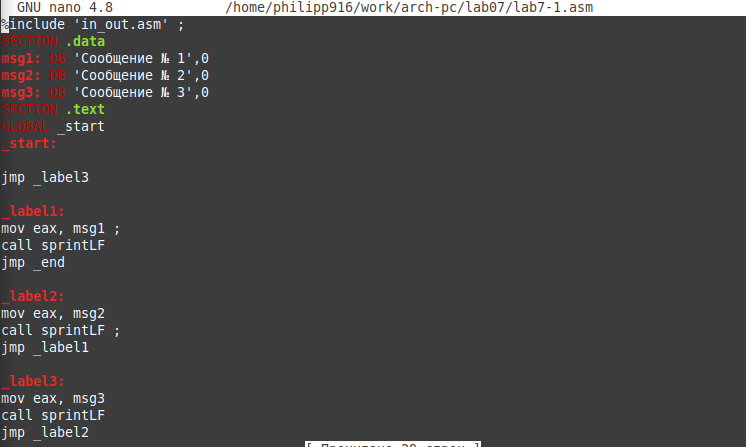 GNU nano 4.8 /home/philipp916/work/arch-pc/lab07/lab7-1.asm
%include 'in_out.asm' ;
SECTION .data
msg1: DB 'Сообщение № 1',0
msg2: DB 'Сообщение № 2',0
msg3: DB 'Сообщение № 3',0
SECTION .text
GLOBAL _start
_start:
jmp _label3
_label1:
mov eax, msg1 ;
call sprintLF
jmp _end
_label2:
mov eax, msg2
call sprintLF ;
jmp _label1
_label3:
mov eax, msg3
call sprintLF
jmp _label2